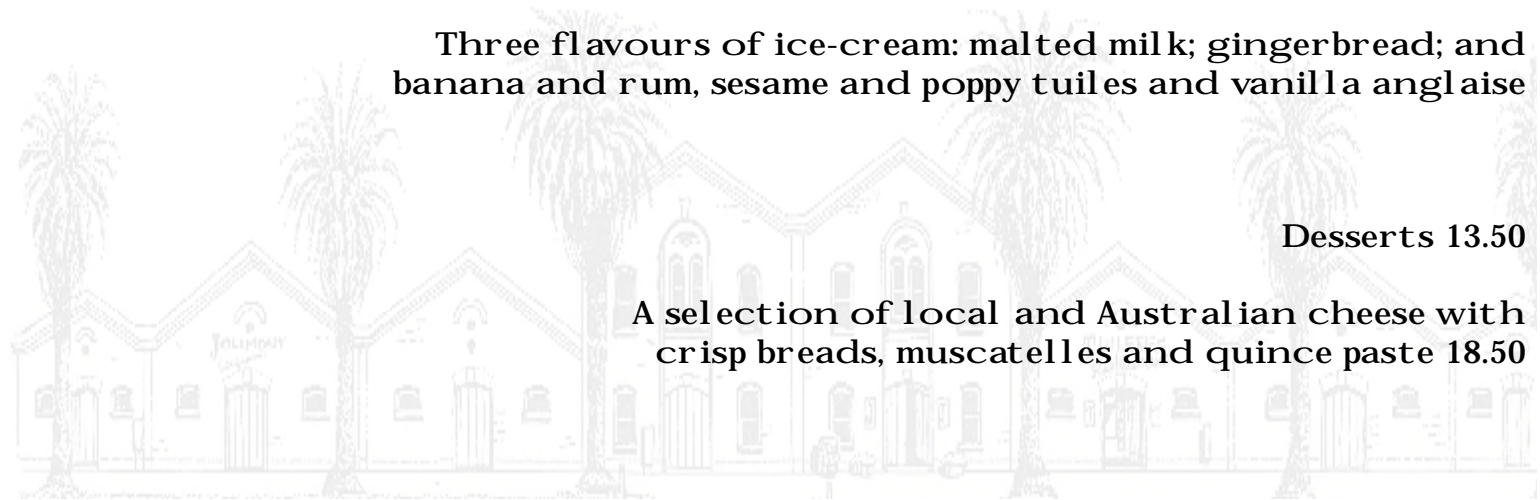 Three flavours of ice-cream: malted milk; gingerbread; and
banana and rum, sesame and poppy tuiles and vanilla anglaise
Desserts 13.50
A selection of local and Australian cheese with
crisp breads, muscatelles and quince paste 18.50
JOLIMONT